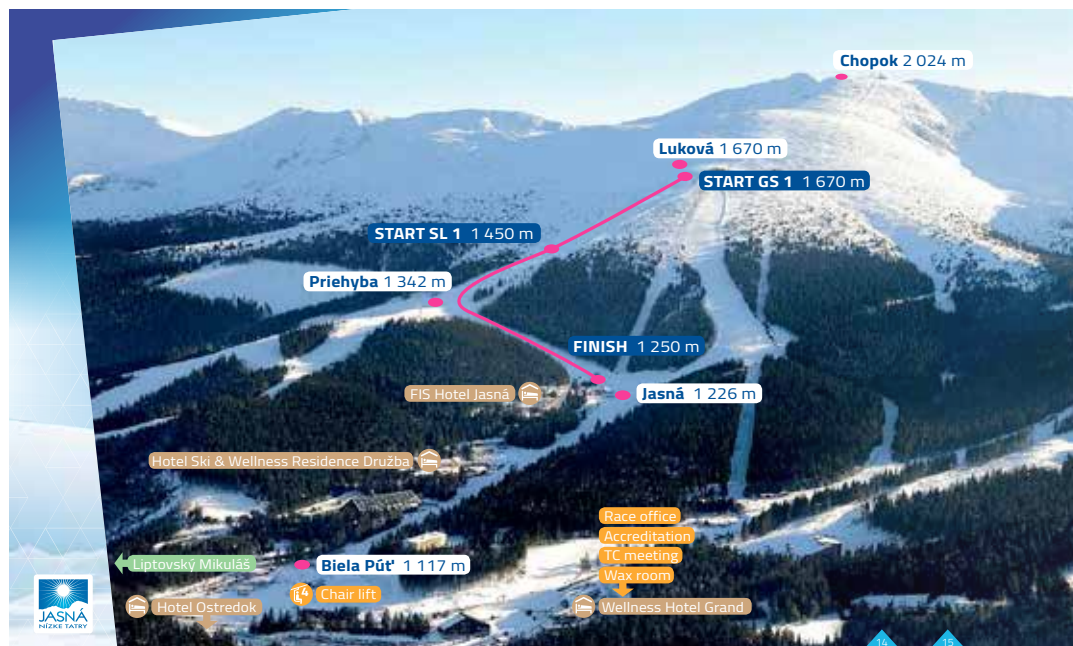 Chopok 2 024 m
Luková 1 670 m
START GS 1 1 670 m
START SL 1 1 450 m
Priehyba 1 342 m
FINISH 1 250 m
FIS Hotel Jasná
Jasná 1 226 m
Hotel Ski & Wellness Residence Družba
Race office
Accreditation
TC meeting
Wax room
Liptovský Mikuláš
Biela Púť 1 117 m
4
Chair lift
Hotel Ostredok
Wellness Hotel Grand
JASNÁ
NÍZKE TATRY
14
15